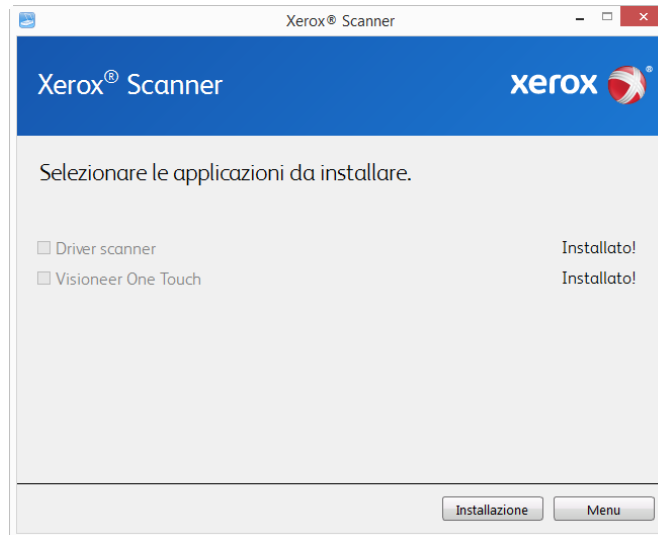 Xerox® Scanner
Xerox® Scanner
xerox ®
Selezionare le applicazioni da installare.
Driver scanner Installato!
Visioneer One Touch Installato!
Installazione Menu